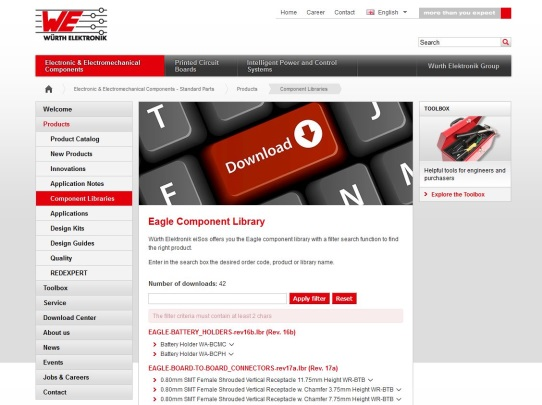 Home Career Contact English more than you expect
WE
WÜRTH ELEKTRONIK
Search
Electronic & Electromechanical Components
Printed Circuit Boards
Intelligent Power and Control Systems
Würth Elektronik Group
Electronic & Electromechanical Components - Standard Parts Products Component Libraries
Welcome
Products
Product Catalog
New Products
Innovations
Application Notes
Component Libraries
Applications
Design Kits
Design Guides
Quality
REDEXPERT
Toolbox
Service
Download Center
About us
News
Events
Jobs & Careers
Contact
Download
T
F
Eagle Component Library
Würth Elektronik eiSos offers you the Eagle component library with a filter search function to find
the right product.
Enter in the search box the desired order code, product or library name.
Number of downloads: 42
Apply filter Reset
The filter criteria must contain at least 2 chars
EAGLE-BATTERY_HOLDERS-rev16b.lbr (Rev. 16b)
Battery Holder WA-BCMC
Battery Holder WA-BCPH
EAGLE-BOARD-TO-BOARD_CONNECTORS-rev17a.lbr (Rev. 17a)
0.80mm SMT Female Shrouded Vertical Receptacle 11.75mm Height WR-BTB
0.80mm SMT Female Shrouded Vertical Receptacle w. Chamfer 3.75mm Height WR-BTB
0.80mm SMT Female Shrouded Vertical Receptacle w. Chamfer 7.75mm Height WR-BTB
TOOLBOX
Helpful tools for engineers and
purchasers
Explore the Toolbox